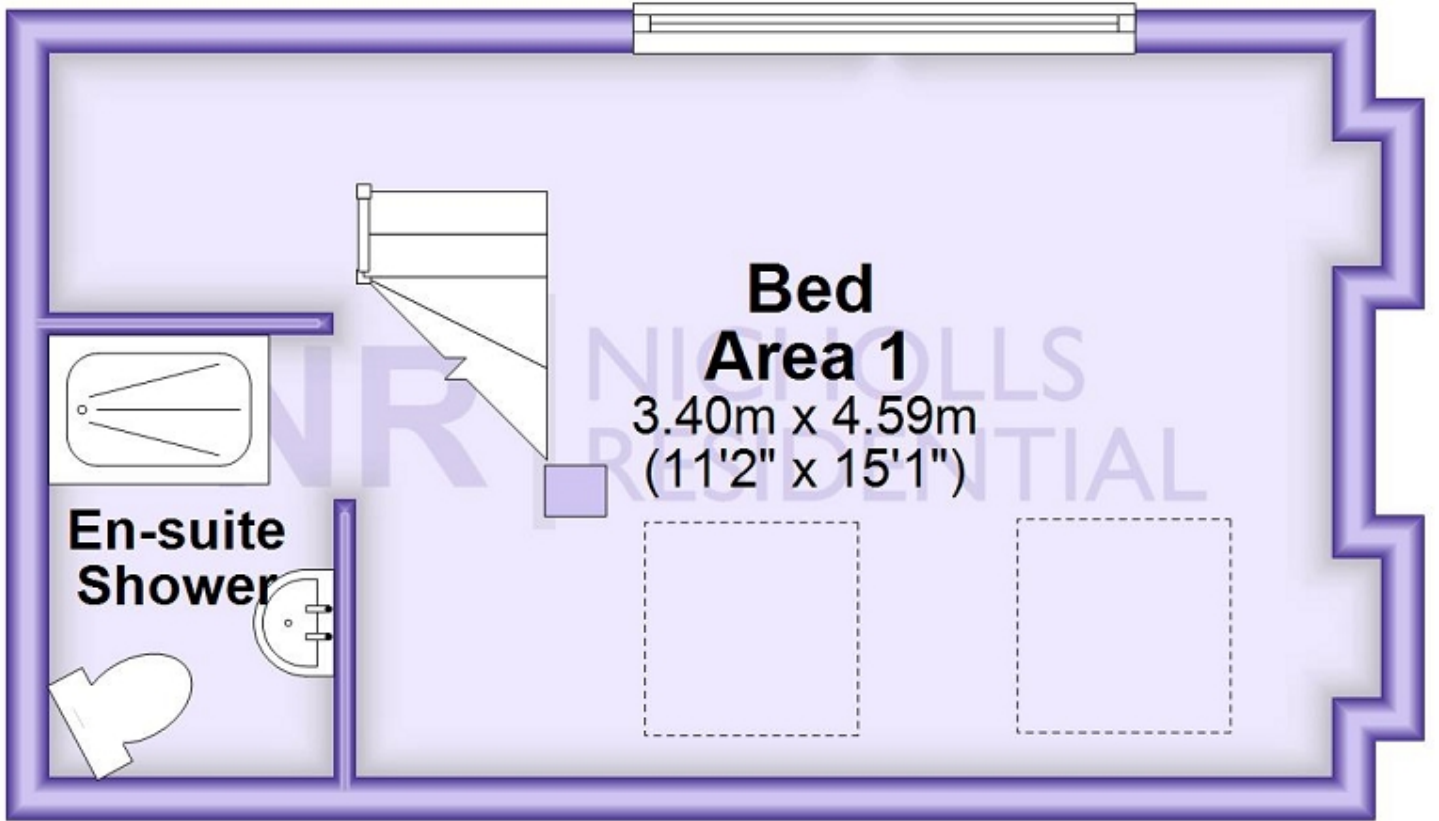 Bed
Area 1
3.40m x 4.59m
(11'2" x 15'1")
NR
NICHOLLS
RESIDENTIAL
En-suite
Shower